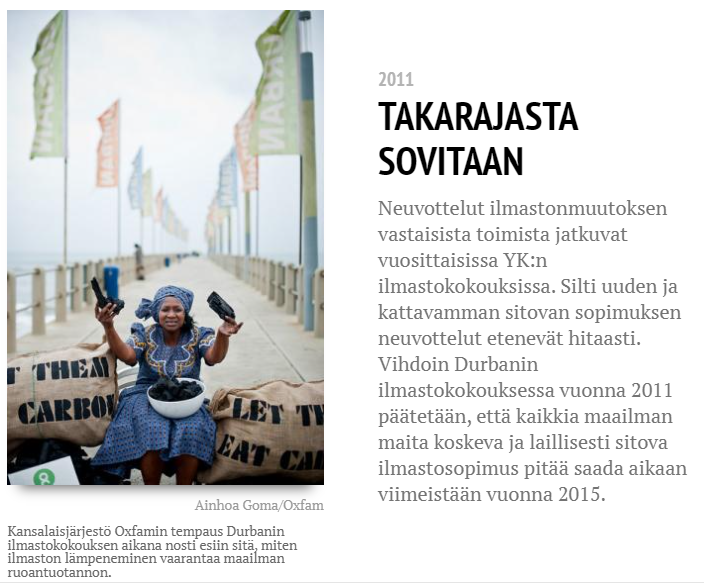 DURBAN
DURBAN
T THEM
CARBO
LET T
EAT CA
Ainhoa Goma/Oxfam
Kansalaisjärjestö Oxfamin tempaus Durbanin
ilmastokokouksen aikana nosti esiin sitä, miten
ilmaston lämpeneminen vaarantaa maailman
ruoantuotannon.
2011
TAKARAJASTA
SOVITAAN
Neuvottelut ilmastonmuutoksen
vastaisista toimista jatkuvat
vuosittaisissa YK:n
ilmastokokouksissa. Silti uuden ja
kattavamman sitovan sopimuksen
neuvottelut etenevät hitaasti.
Vihdoin Durbanin
ilmastokokouksessa vuonna 2011
päätetään, että kaikkia maailman
maita koskeva ja laillisesti sitova
ilmastosopimus pitää saada aikaan
viimeistään vuonna 2015.